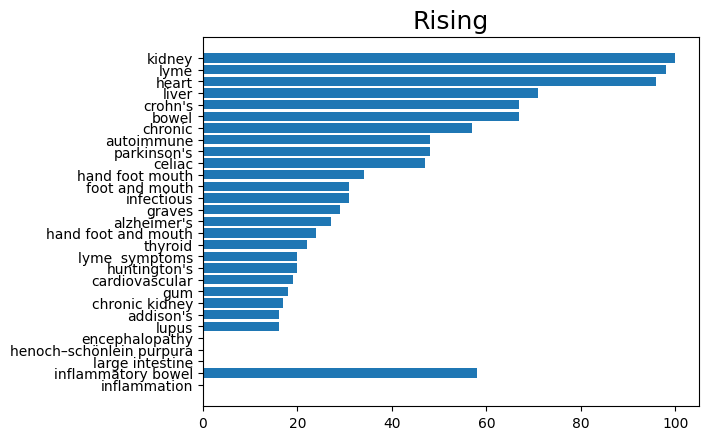 Rising
kidney
lyme
heart
liver
crohn's
bowel
chronic
autoimmune
parkinson's
celiac
hand foot mouth
foot and mouth
infectious
graves
alzheimer's
hand foot and mouth
thyroid
lyme  symptoms
huntington's
cardiovascular
gum
chronic kidney
addison's
lupus
encephalopathy
henoch–schönlein purpura
large intestine
inflammatory bowel
inflammation
0 20 40 60 80 100